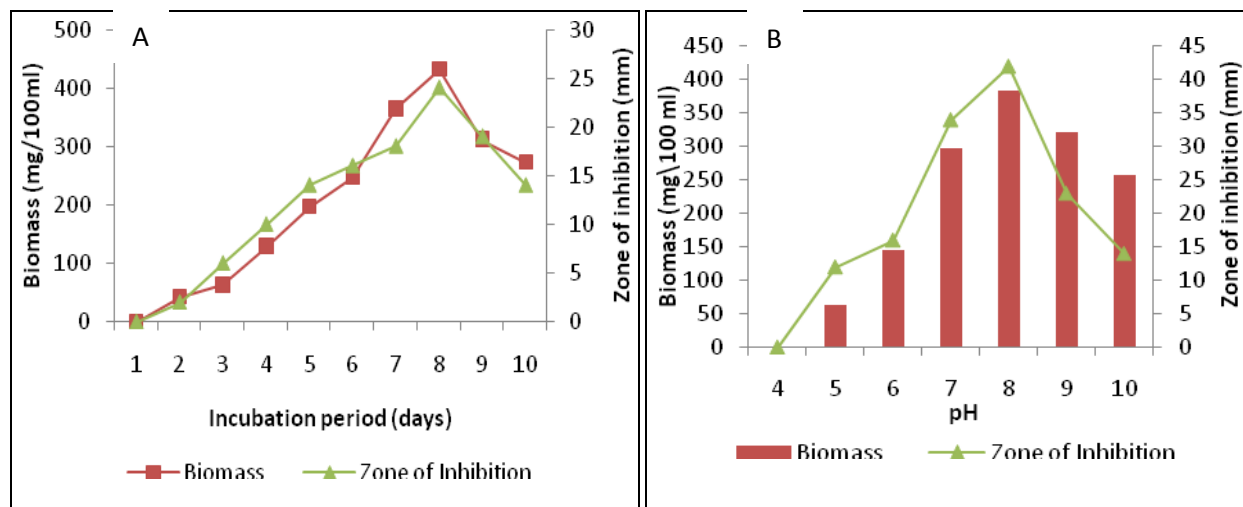 A
Biomass (mg/100ml)
500
400
300
200
100
0
30
25
20
15
10
5
0
Zone of inhibition (mm)
1 2 3 4 5 6 7 8 9 10
Incubation period (days)
Biomass Zone of Inhibition
B
Biomass (mg\100 ml)
450
400
350
300
250
200
150
100
50
0
45
40
35
30
25
20
15
10
5
0
Zone of inhibition (mm)
4 5 6 7 8 9 10
pH
Biomass Zone of Inhibition